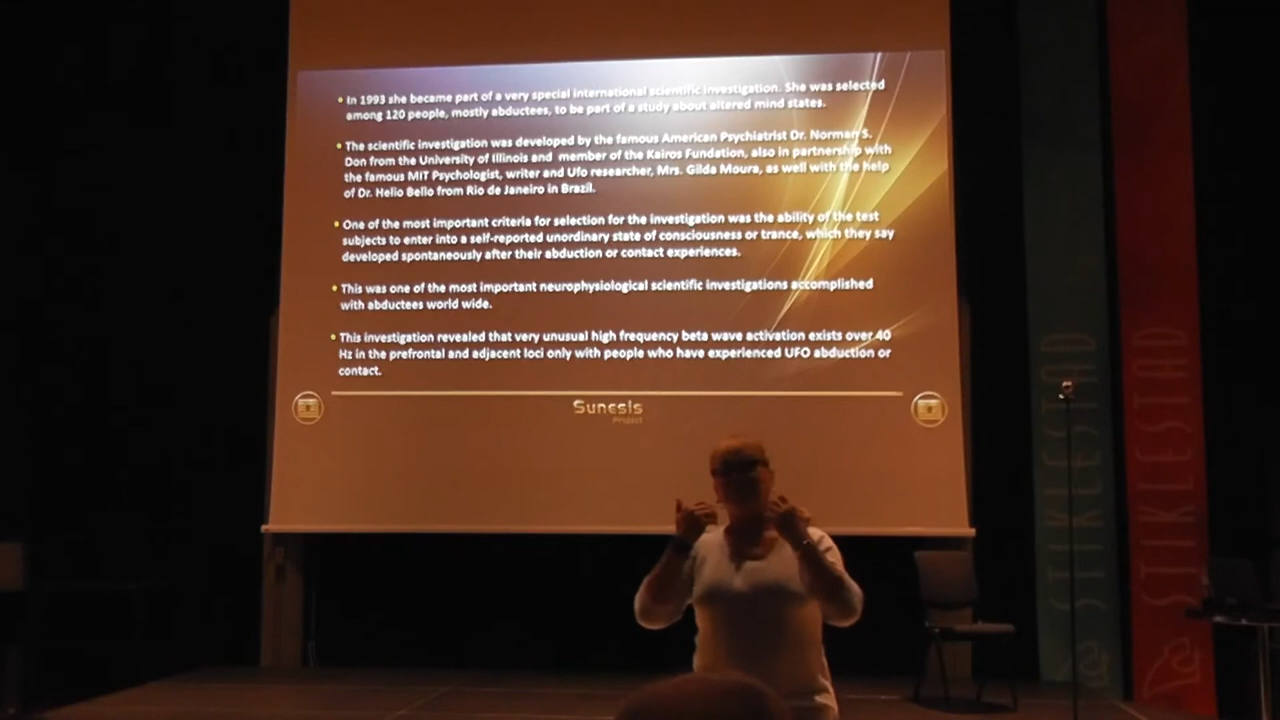 • In 1993 she became part of a very special international scientific investigation. She was selected
among 120 people, mostly abductees, to be part of a study about altered mind states.
• The scientific investigation was developed by the famous American Psychiatrist Dr. Norman S.
Don from the University of Illinois and member of the Kairos Fundation, also in partnership with
the famous MIT Psychologist, writer and Ufo researcher, Mrs. Gilda Moura, as well with the help
of Dr. Helio Bello from Rio de Janeiro in Brazil.
• One of the most important criteria for selection for the investigation was the ability of the test
subjects to enter into a self-reported unordinary state of consciousness or trance, which they say
developed spontaneously after their abduction or contact experiences.
• This was one of the most important neurophysiological scientific investigations accomplished
with abductees world wide.
• This investigation revealed that very unusual high frequency beta wave activation exists over 40
Hz in the prefrontal and adjacent loci only with people who have experienced UFO abduction or
contact.
Sunesis
Project
STIKLESTAD
STIKLESTAD